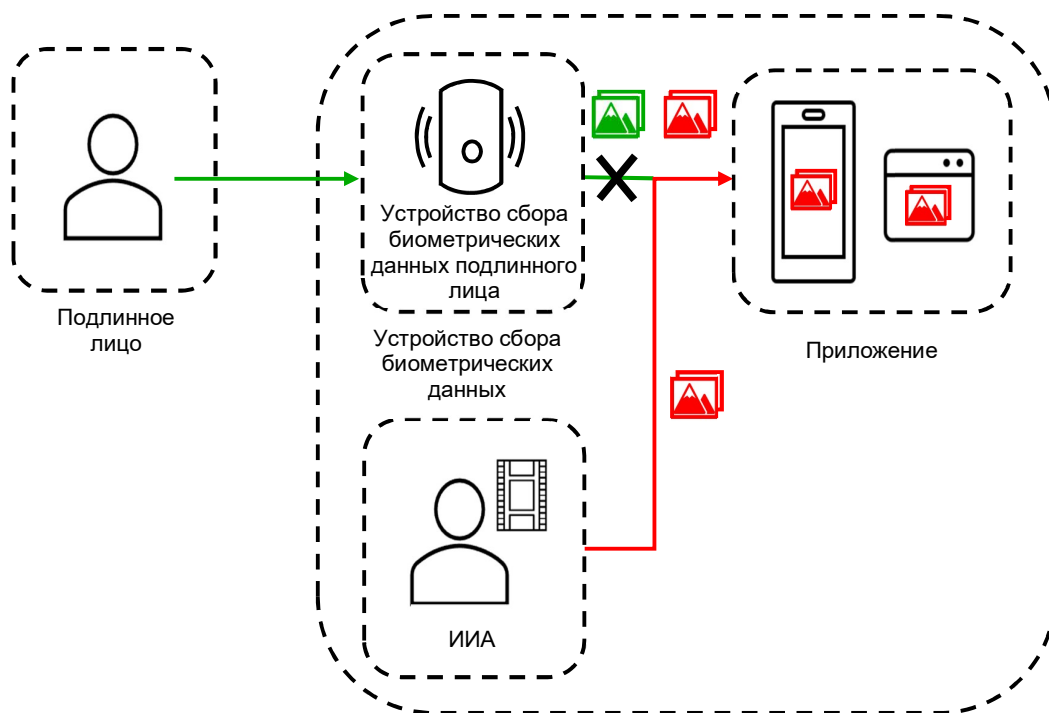 Устройство сбора
биометрических
данных подлинного
лица
Подлинное
лицо
Устройство сбора
биометрических
данных
Приложение
ИИА